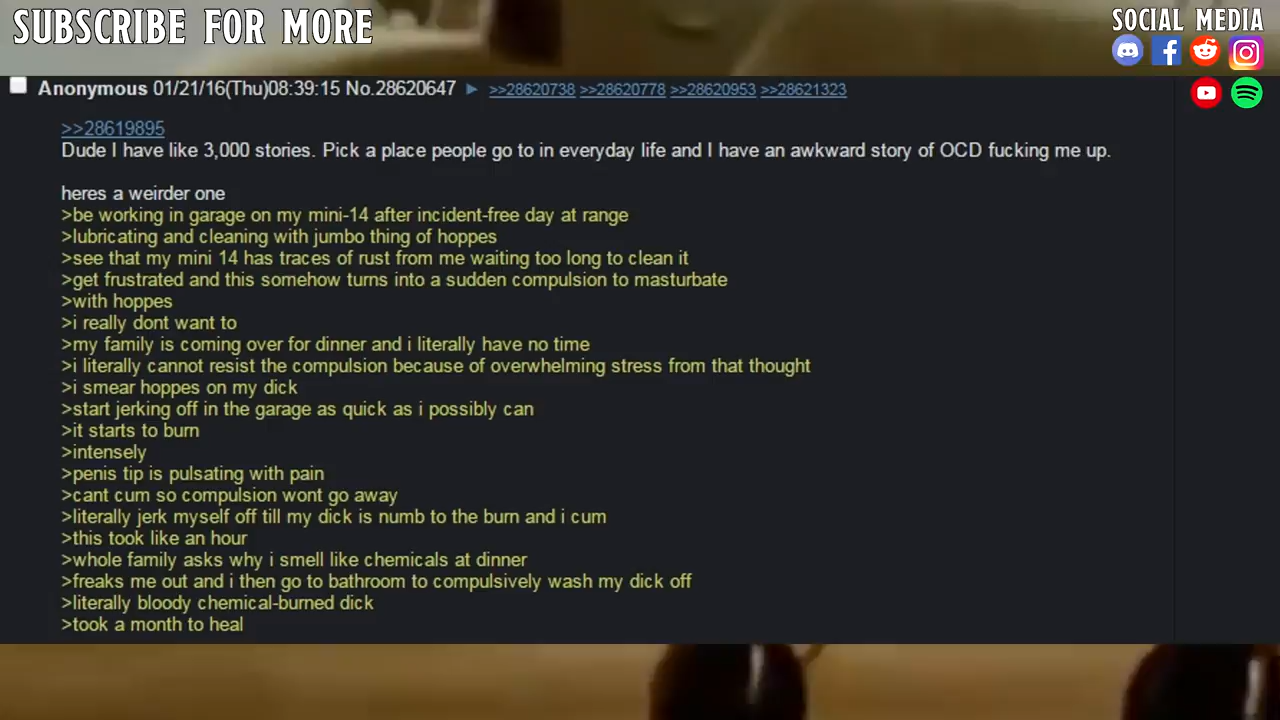 SUBSCRIBE FOR MORE
SOCIAL MEDIA
Anonymous 01/21/16(Thu)08:39:15 No.28620647 ▶ >>28620738 >>28620778 >>28620953 >>28621323
>>28619895
Dude I have like 3,000 stories. Pick a place people go to in everyday life and I have an awkward story of OCD fucking me up.
heres a weirder one
>be working in garage on my mini-14 after incident-free day at range
>lubricating and cleaning with jumbo thing of hoppes
>see that my mini 14 has traces of rust from me waiting too long to clean it
>get frustrated and this somehow turns into a sudden compulsion to masturbate
>with hoppes
>i really dont want to
>my family is coming over for dinner and i literally have no time
>i literally cannot resist the compulsion because of overwhelming stress from that thought
>i smear hoppes on my dick
>start jerking off in the garage as quick as i possibly can
>it starts to burn
>intensely
>penis tip is pulsating with pain
>cant cum so compulsion wont go away
>literally jerk myself off till my dick is numb to the burn and i cum
>this took like an hour
>whole family asks why i smell like chemicals at dinner
>freaks me out and i then go to bathroom to compulsively wash my dick off
>literally bloody chemical-burned dick
>took a month to heal